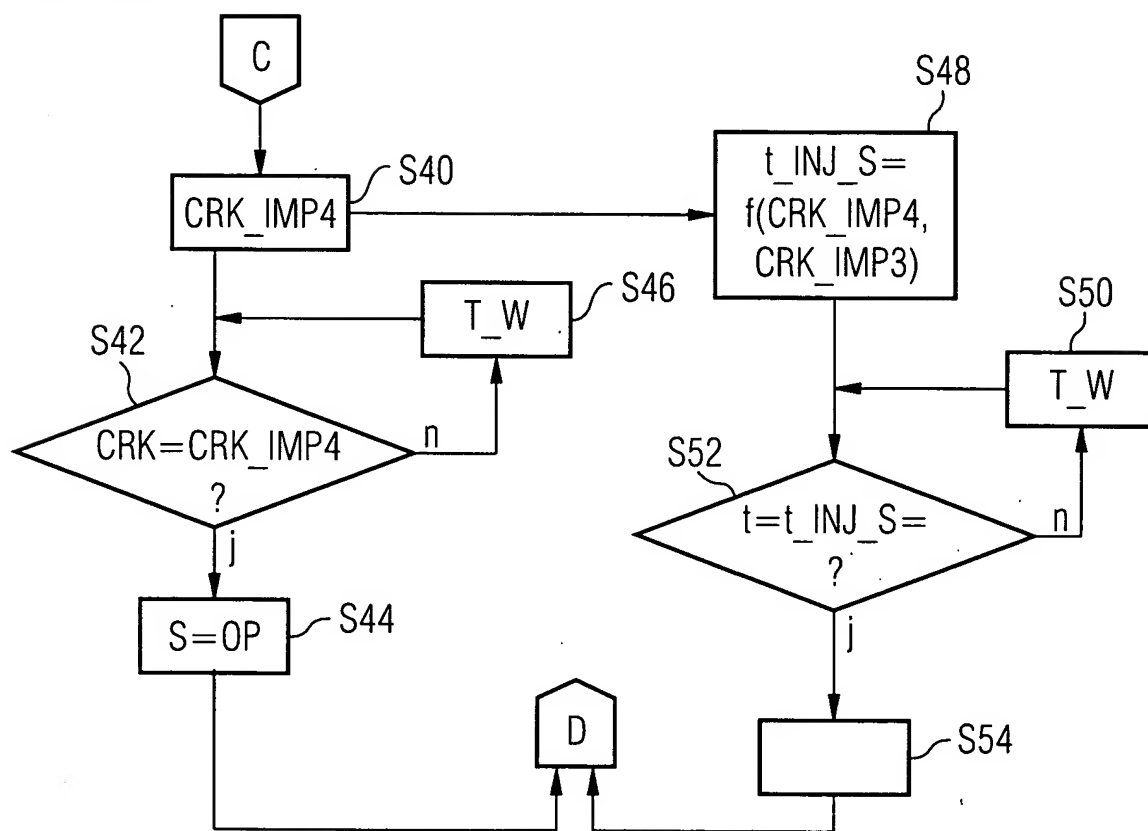 C
S40
CRK_IMP4
S48
t_INJ_S=
f(CRK_IMP4,
CRK_IMP3)
S46
T_W
S50
T_W
S42
CRK=CRK_IMP4
?
n
j
S52
t=t_INJ_S=
?
n
j
S=OP
S44
D
S54